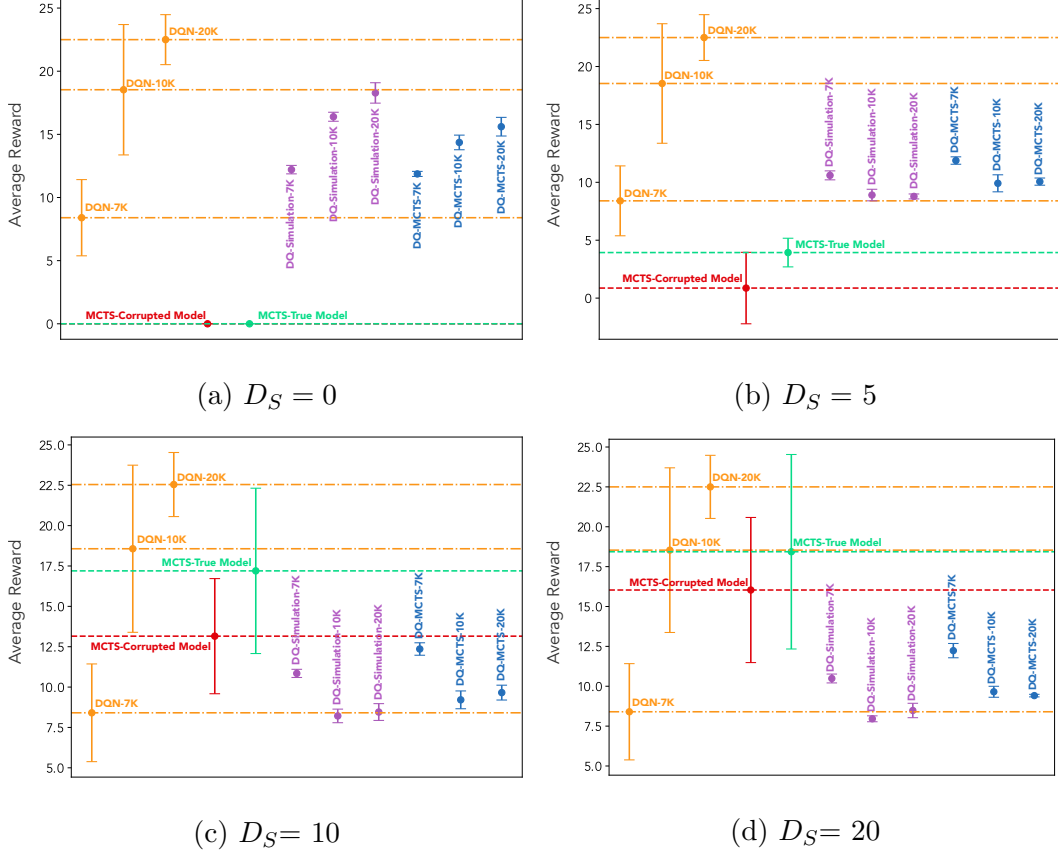 25
20
15
10
5
0
Average Reward
DQN-20K
DQN-10K
DQN-7K
DQ-Simulation-7K
DQ-Simulation-10K
DQ-Simulation-20K
DQ-MCTS-7K
DQ-MCTS-10K
DQ-MCTS-20K
MCTS-Corrupted Model
MCTS-True Model
(a) D_S = 0
25
20
15
10
5
0
Average Reward
DQN-20K
DQN-10K
DQN-7K
DQ-Simulation-7K
DQ-Simulation-10K
DQ-Simulation-20K
DQ-MCTS-7K
DQ-MCTS-10K
DQ-MCTS-20K
MCTS-True Model
MCTS-Corrupted Model
(b) D_S = 5
25.0
22.5
20.0
17.5
15.0
12.5
10.0
7.5
5.0
Average Reward
DQN-20K
DQN-10K
MCTS-True Model
MCTS-Corrupted Model
DQN-7K
DQ-Simulation-7K
DQ-Simulation-10K
DQ-Simulation-20K
DQ-MCTS-7K
DQ-MCTS-10K
DQ-MCTS-20K
(c) D_S= 10
25.0
22.5
20.0
17.5
15.0
12.5
10.0
7.5
5.0
Average Reward
DQN-20K
DQN-10K
MCTS-True Model
MCTS-Corrupted Model
DQN-7K
DQ-Simulation-7K
DQ-Simulation-10K
DQ-Simulation-20K
DQ-MCTS-7K
DQ-MCTS-10K
DQ-MCTS-20K
(d) D_S= 20